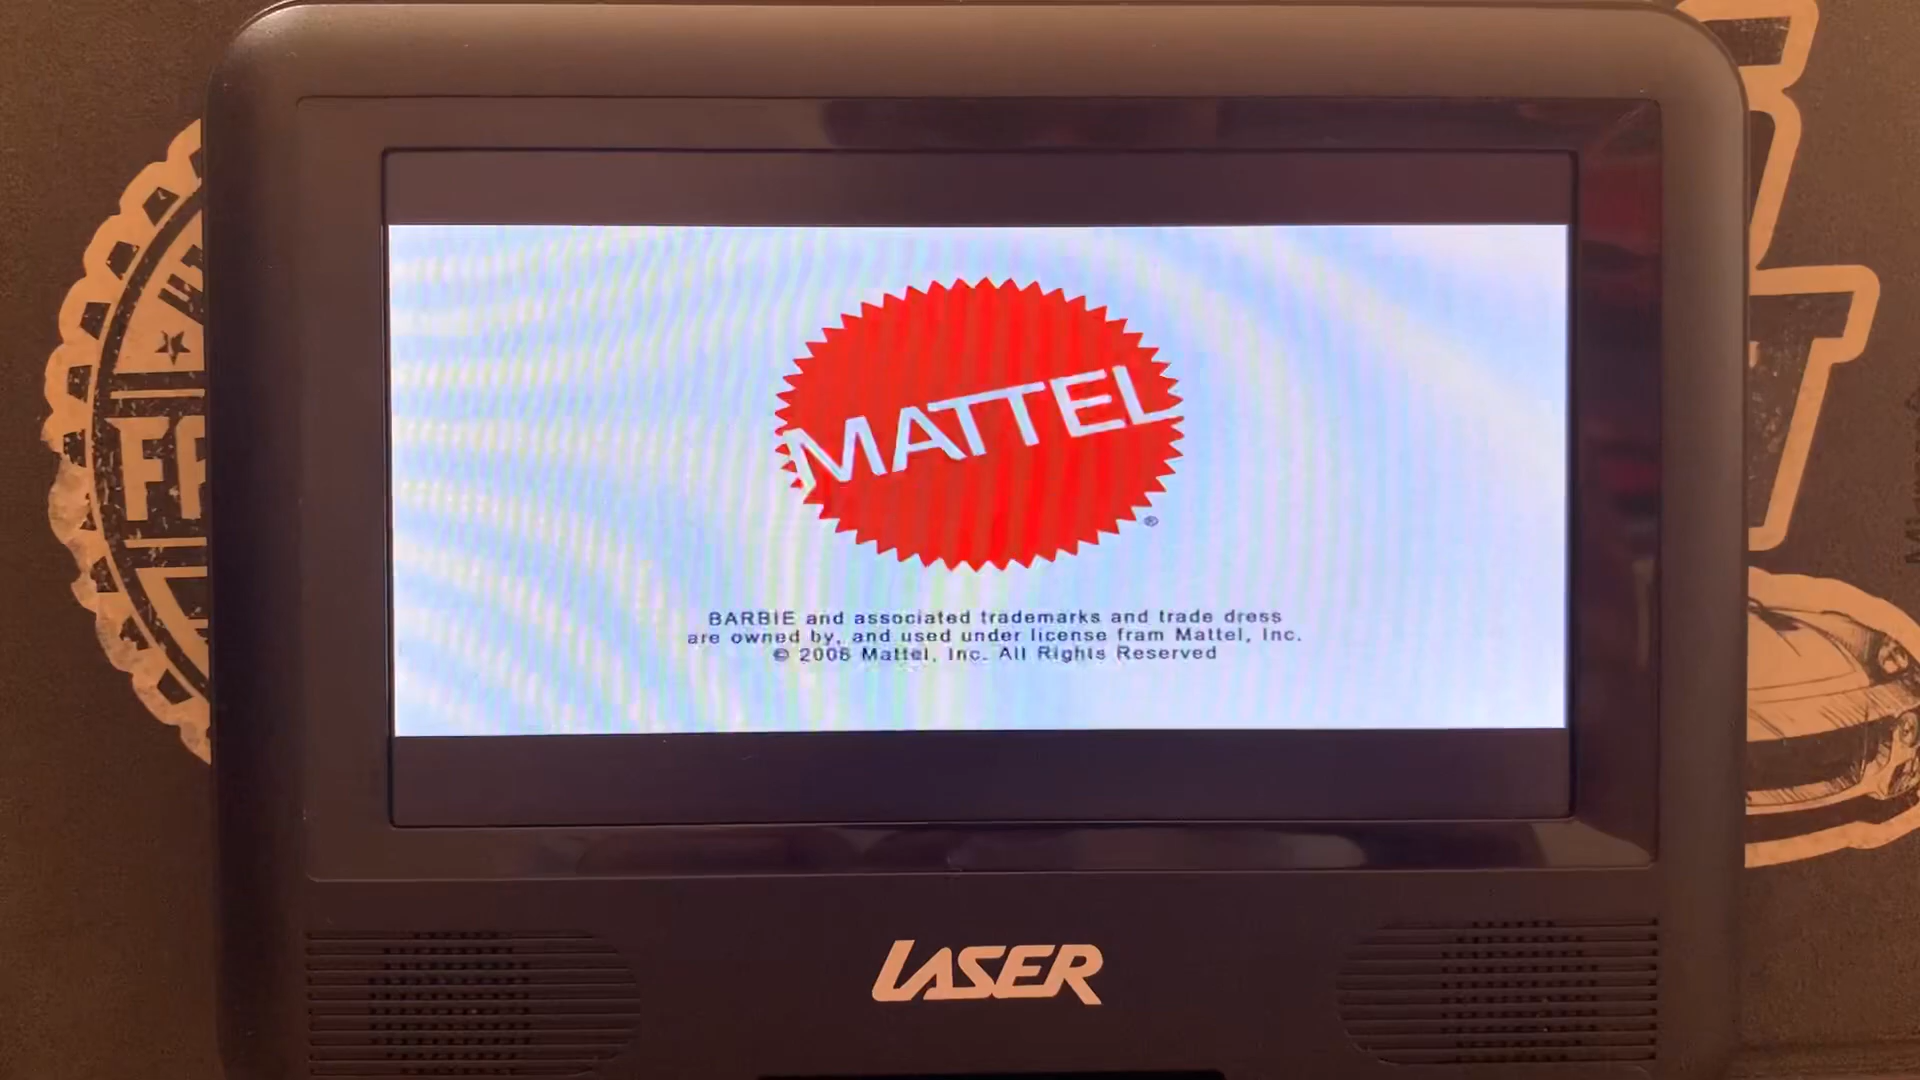 MATTEL
®
BARBIE and associated trademarks and trade dress
are owned by, and used under license fram Mattel, Inc.
© 2006 Mattel, Inc. All Rights Reserved
LASER